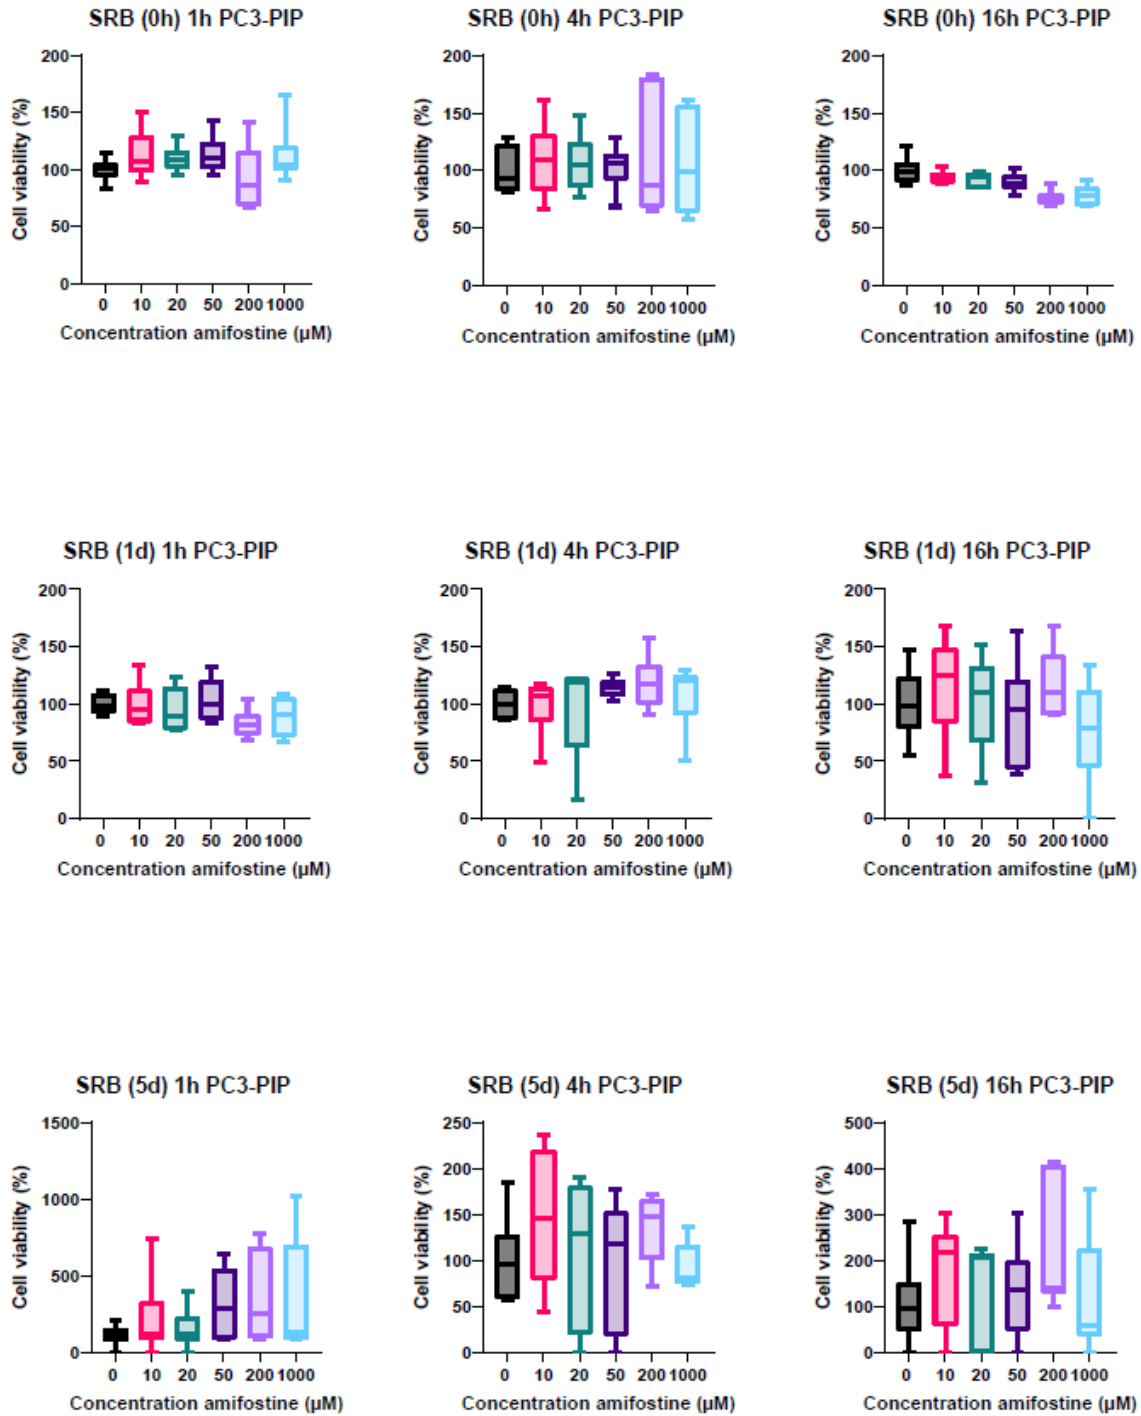 SRB (0h) 1h PC3-PIP
Cell viability (%)
200
150
100
50
0
0 10 20 50 200 1000
Concentration amifostine (µM)
SRB (0h) 4h PC3-PIP
Cell viability (%)
200
150
100
50
0
0 10 20 50 200 1000
Concentration amifostine (µM)
SRB (0h) 16h PC3-PIP
Cell viability (%)
200
150
100
50
0
0 10 20 50 200 1000
Concentration amifostine (µM)
SRB (1d) 1h PC3-PIP
Cell viability (%)
200
150
100
50
0
0 10 20 50 200 1000
Concentration amifostine (µM)
SRB (1d) 4h PC3-PIP
Cell viability (%)
200
150
100
50
0
0 10 20 50 200 1000
Concentration amifostine (µM)
SRB (1d) 16h PC3-PIP
Cell viability (%)
200
150
100
50
0
0 10 20 50 200 1000
Concentration amifostine (µM)
SRB (5d) 1h PC3-PIP
Cell viability (%)
1500
1000
500
0
0 10 20 50 200 1000
Concentration amifostine (µM)
SRB (5d) 4h PC3-PIP
Cell viability (%)
250
200
150
100
50
0
0 10 20 50 200 1000
Concentration amifostine (µM)
SRB (5d) 16h PC3-PIP
Cell viability (%)
500
400
300
200
100
0
0 10 20 50 200 1000
Concentration amifostine (µM)